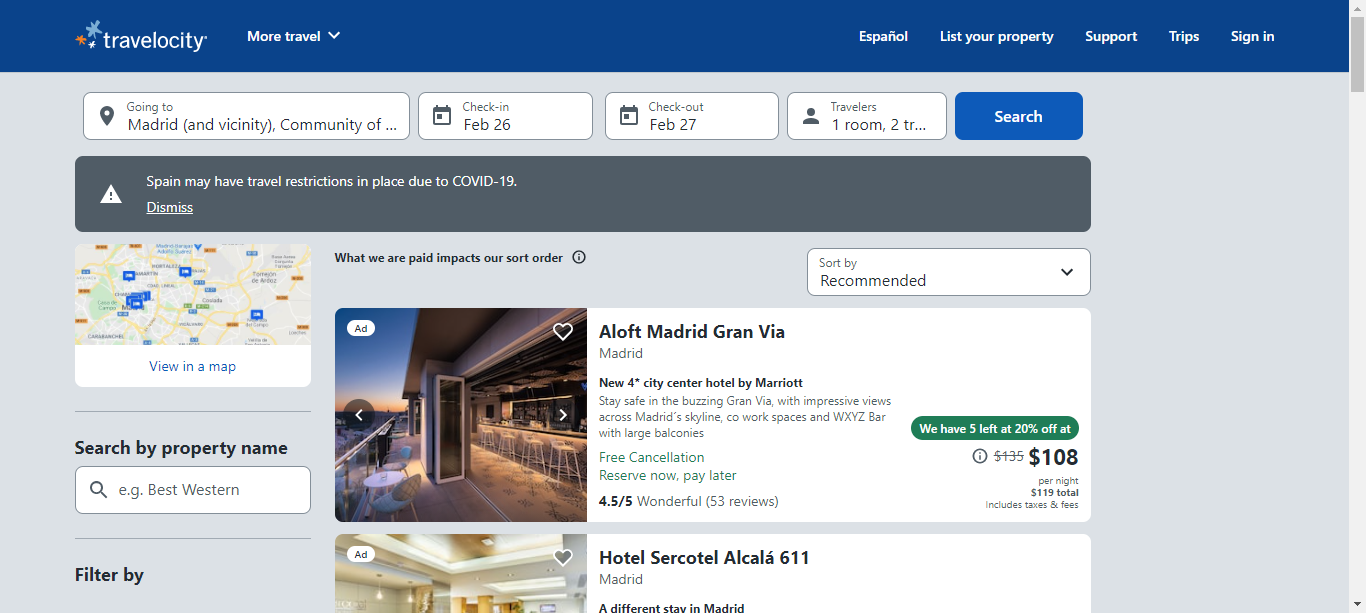 travelocity
More travel
Español
List your property
Support
Trips
Sign in
Going to
Madrid (and vicinity), Community of ...
Check-in
Feb 26
Check-out
Feb 27
Travelers
1 room, 2 tr...
Search
Spain may have travel restrictions in place due to COVID-19.
Dismiss
View in a map
What we are paid impacts our sort order
Sort by
Recommended
Search by property name
e.g. Best Western
Filter by
Ad
Aloft Madrid Gran Via
Madrid
New 4* city center hotel by Marriott
Stay safe in the buzzing Gran Via, with impressive views
across Madrid´s skyline, co work spaces and WXYZ Bar
with large balconies
Free Cancellation
Reserve now, pay later
4.5/5 Wonderful (53 reviews)
We have 5 left at 20% off at
$135 $108
per night
$119 total
Includes taxes & fees
Ad
Hotel Sercotel Alcalá 611
Madrid
A different stay in Madrid